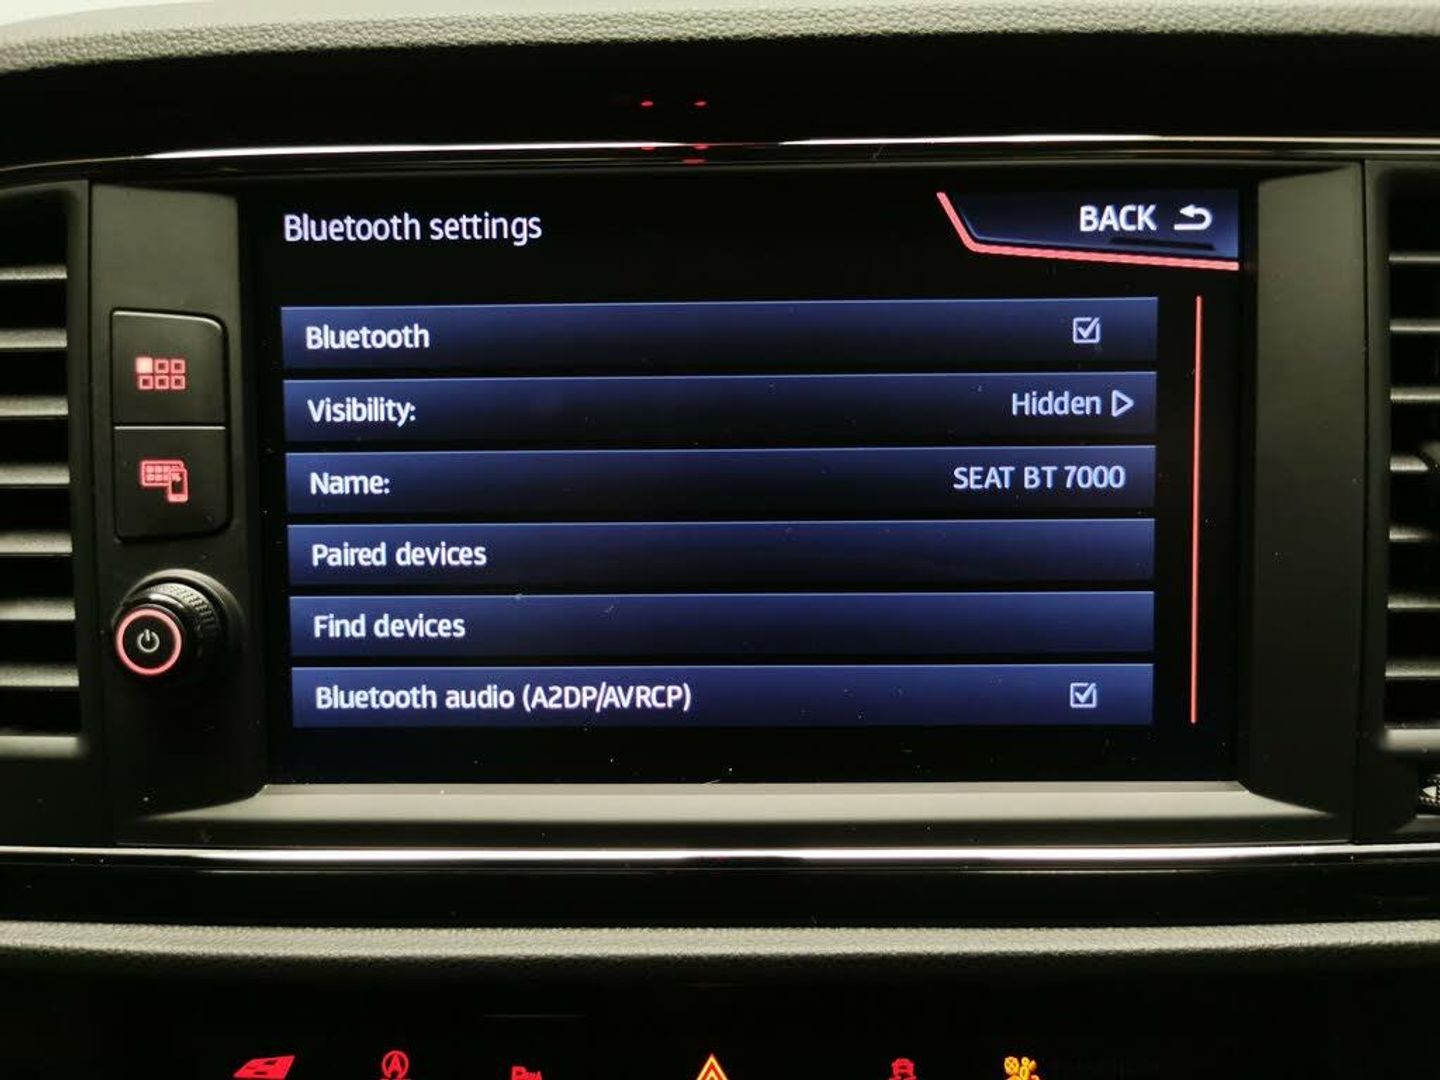 Bluetooth settings
BACK
Bluetooth
Visibility: Hidden
Name: SEAT BT 7000
Paired devices
Find devices
Bluetooth audio (A2DP/AVRCP)
A